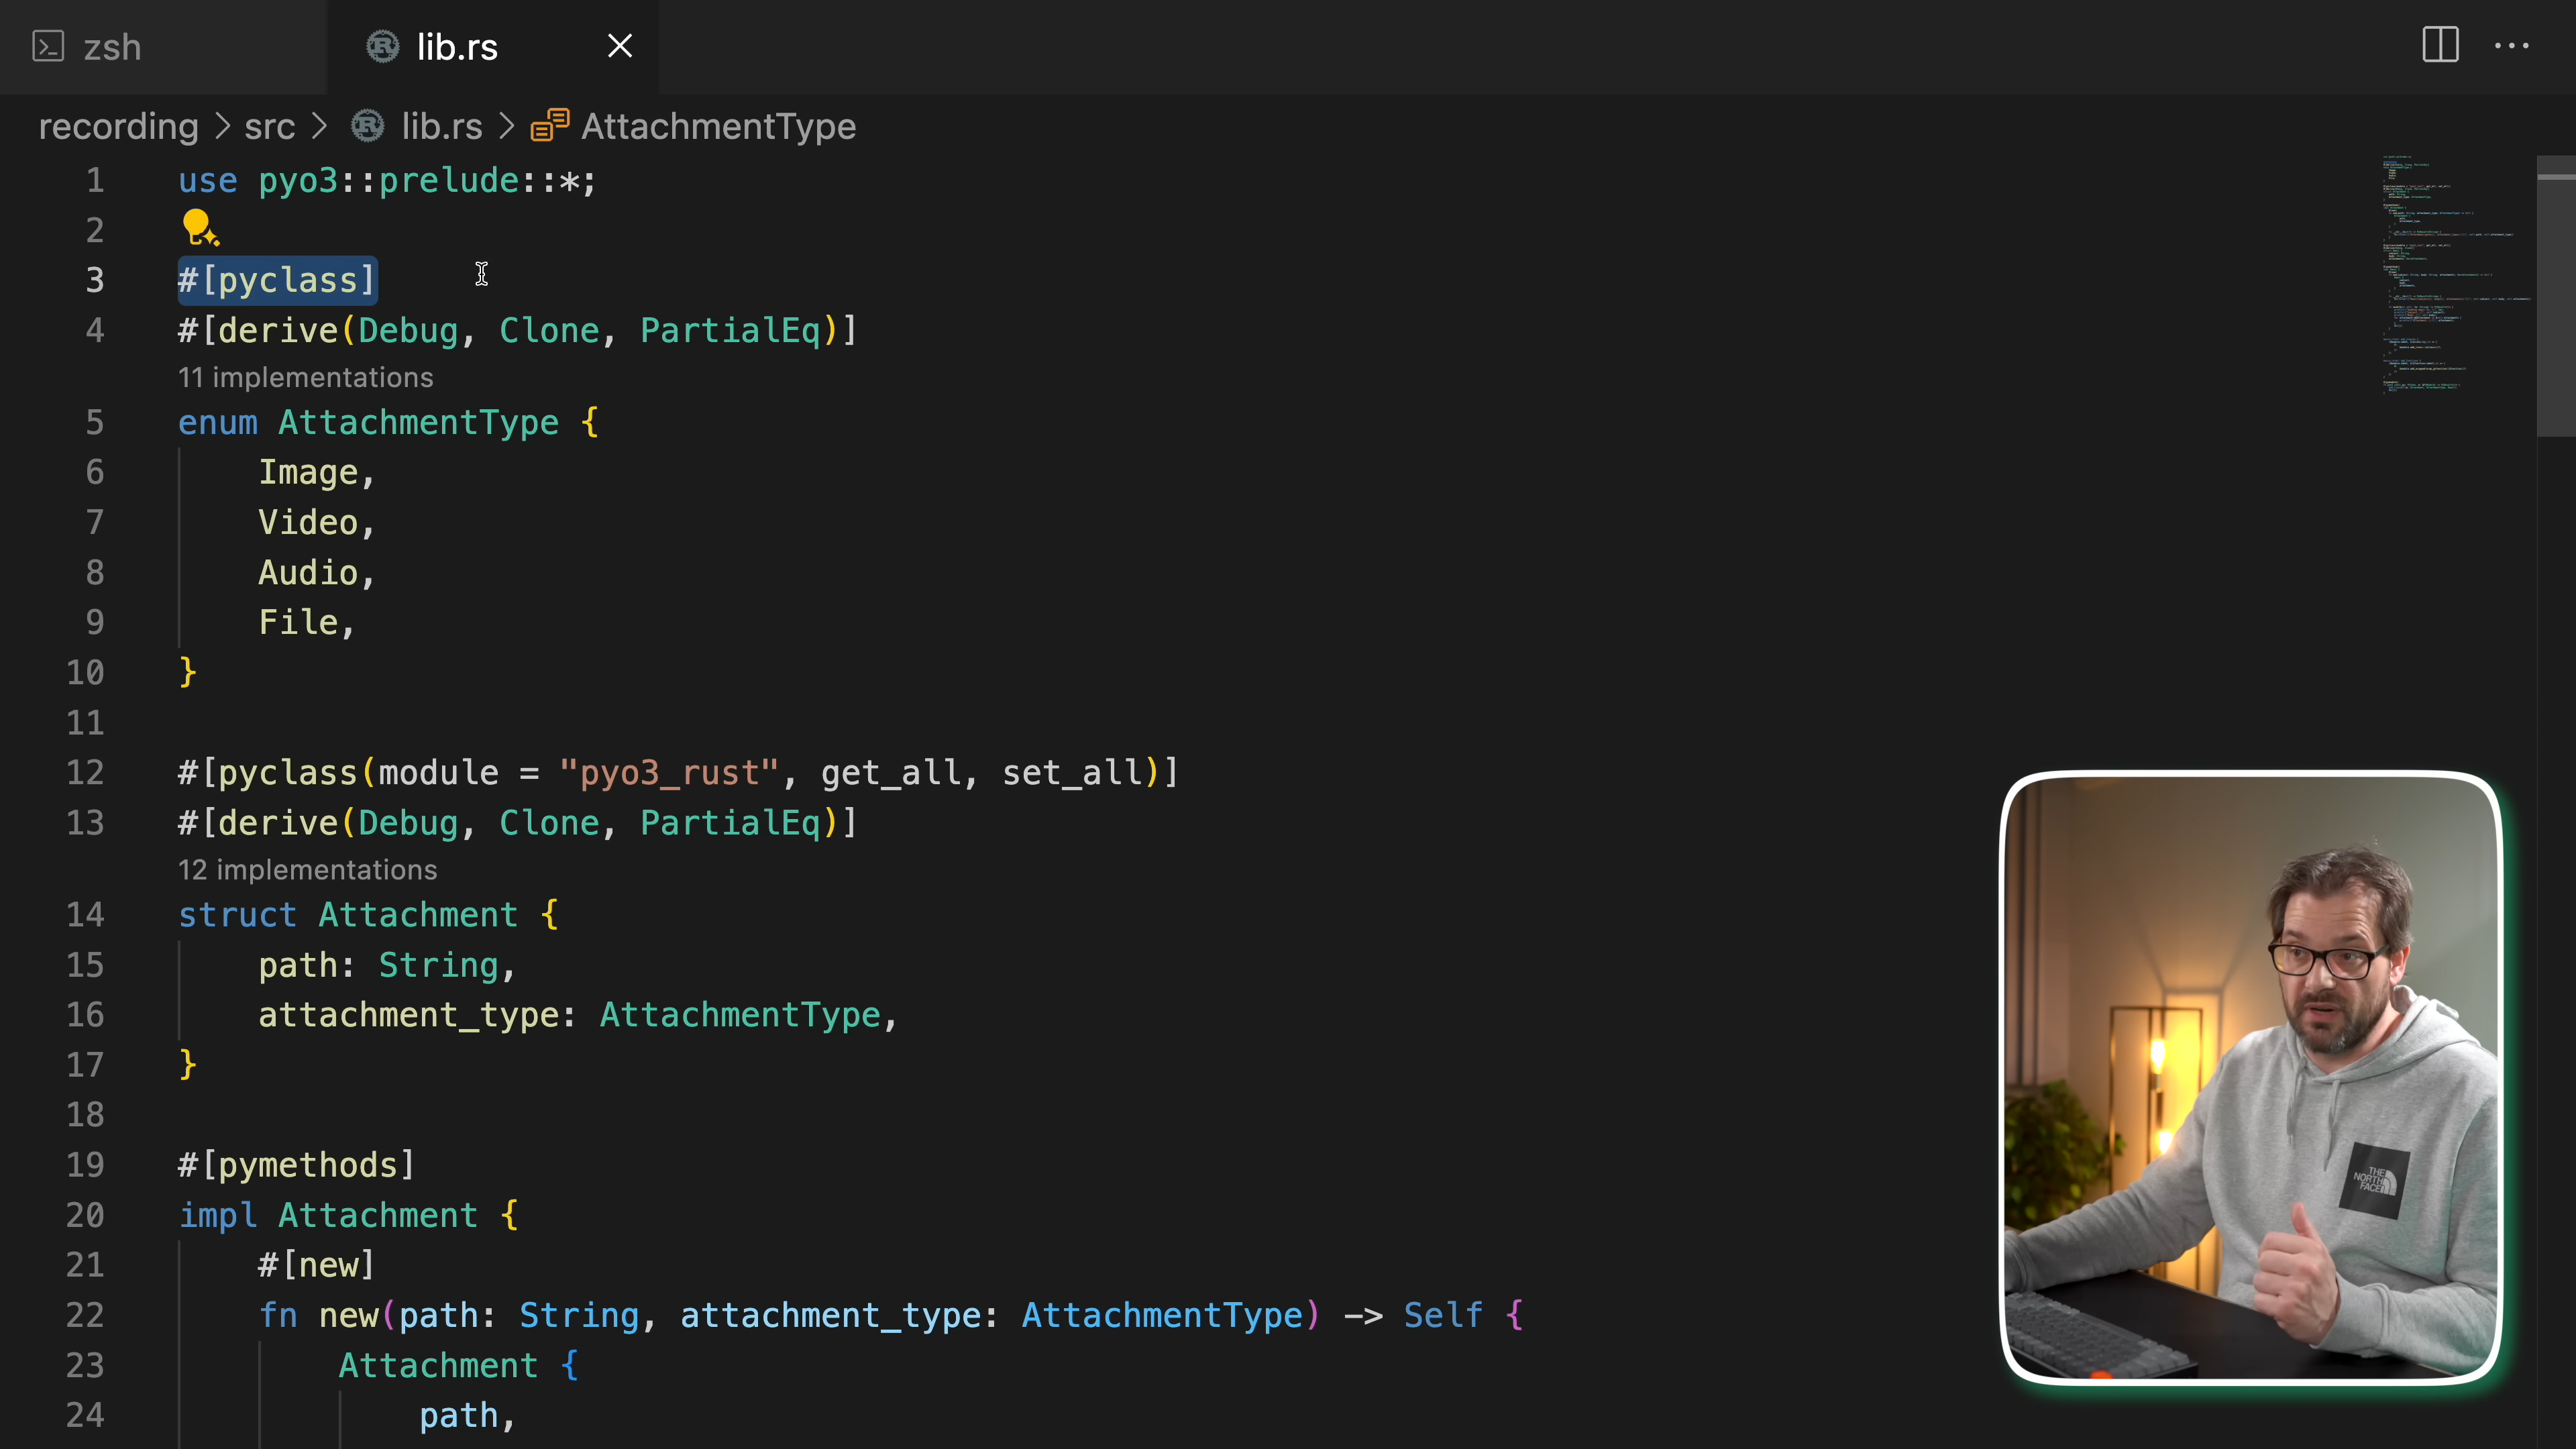 zsh
lib.rs
recording > src > lib.rs > AttachmentType
1 use pyo3::prelude::*;
2
3 #[pyclass]
4 #[derive(Debug, Clone, PartialEq)]
11 implementations
5 enum AttachmentType {
6 Image,
7 Video,
8 Audio,
9 File,
10 }
11
12 #[pyclass(module = "pyo3_rust", get_all, set_all)]
13 #[derive(Debug, Clone, PartialEq)]
12 implementations
14 struct Attachment {
15 path: String,
16 attachment_type: AttachmentType,
17 }
18
19 #[pymethods]
20 impl Attachment {
21 #[new]
22 fn new(path: String, attachment_type: AttachmentType) -> Self {
23 Attachment {
24 path,
THE
NORTH
FACE